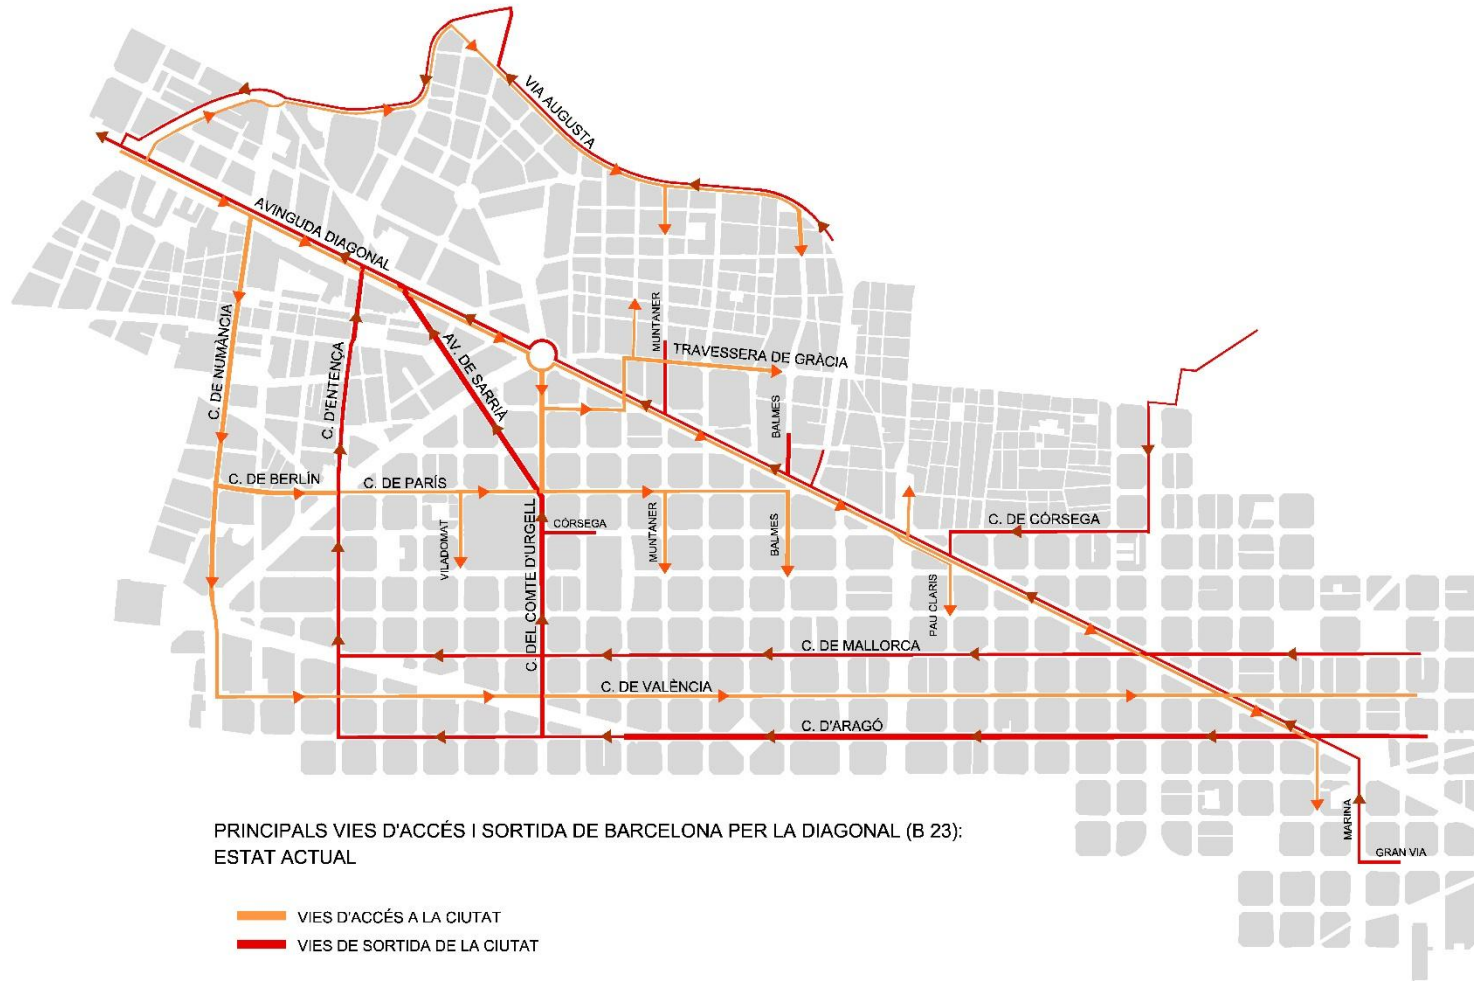 VIA AUGUSTA
AVINGUDA DIAGONAL
C. DE NUMÀNCIA
C. D'ENTENÇA
AV. DE SARRIÀ
MUNTANER
TRAVESSERA DE GRÀCIA
BALMES
C. DE BERLÍN
C. DE PARÍS
VILADOMAT
C. DEL COMTE D'URGELL
CÒRSEGA
MUNTANER
BALMES
C. DE CÒRSEGA
PAU CLARIS
C. DE MALLORCA
C. DE VALÈNCIA
C. D'ARAGÓ
MARINA
GRAN VIA
PRINCIPALS VIES D'ACCÉS I SORTIDA DE BARCELONA PER LA DIAGONAL (B 23):
ESTAT ACTUAL
VIES D'ACCÉS A LA CIUTAT
VIES DE SORTIDA DE LA CIUTAT